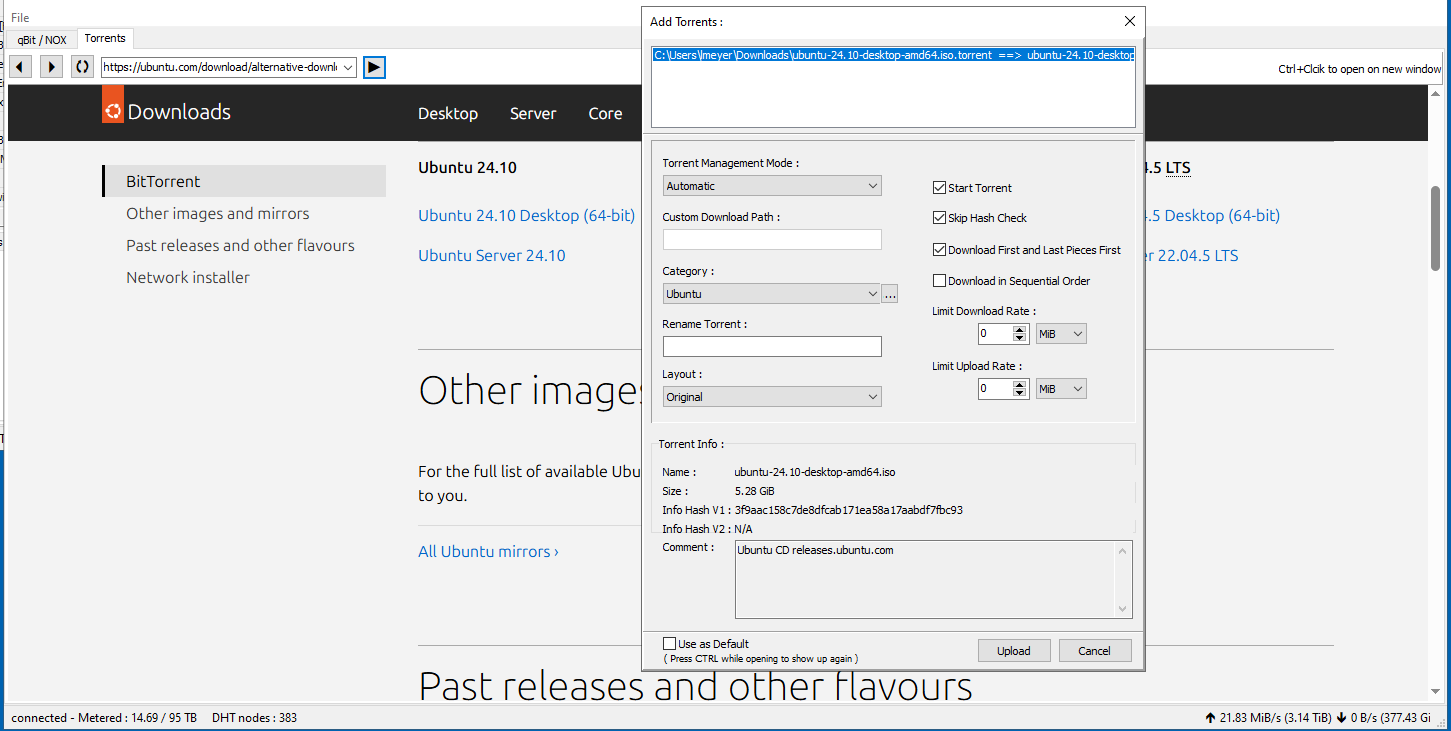 File
qBit / NOX
Torrents
https://ubuntu.com/download/alternative-downl
Ctrl+Clcik to open on new window
Downloads
Desktop
Server
Core
BitTorrent
Other images and mirrors
Past releases and other flavours
Network installer
Ubuntu 24.10
.5 LTS
Ubuntu 24.10 Desktop (64-bit)
.5 Desktop (64-bit)
Ubuntu Server 24.10
er 22.04.5 LTS
Other images
For the full list of available Ubu
to you.
All Ubuntu mirrors ›
Past releases and other flavours
Add Torrents :
C:\Users\lmeyer\Downloads\ubuntu-24.10-desktop-amd64.iso.torrent ==> ubuntu-24.10-desktop
Torrent Management Mode :
Automatic
Custom Download Path :
Category :
Ubuntu
...
Rename Torrent :
Layout :
Original
Start Torrent
Skip Hash Check
Download First and Last Pieces First
Download in Sequential Order
Limit Download Rate :
0
MiB
Limit Upload Rate :
0
MiB
Torrent Info :
Name : ubuntu-24.10-desktop-amd64.iso
Size : 5.28 GiB
Info Hash V1 : 3f9aac158c7de8dfcab171ea58a17aabdf7fbc93
Info Hash V2 : N/A
Comment : Ubuntu CD releases.ubuntu.com
Use as Default
( Press CTRL while opening to show up again )
Upload
Cancel
connected - Metered : 14.69 / 95 TB DHT nodes : 383
21.83 MiB/s (3.14 TiB) 0 B/s (377.43 Gi